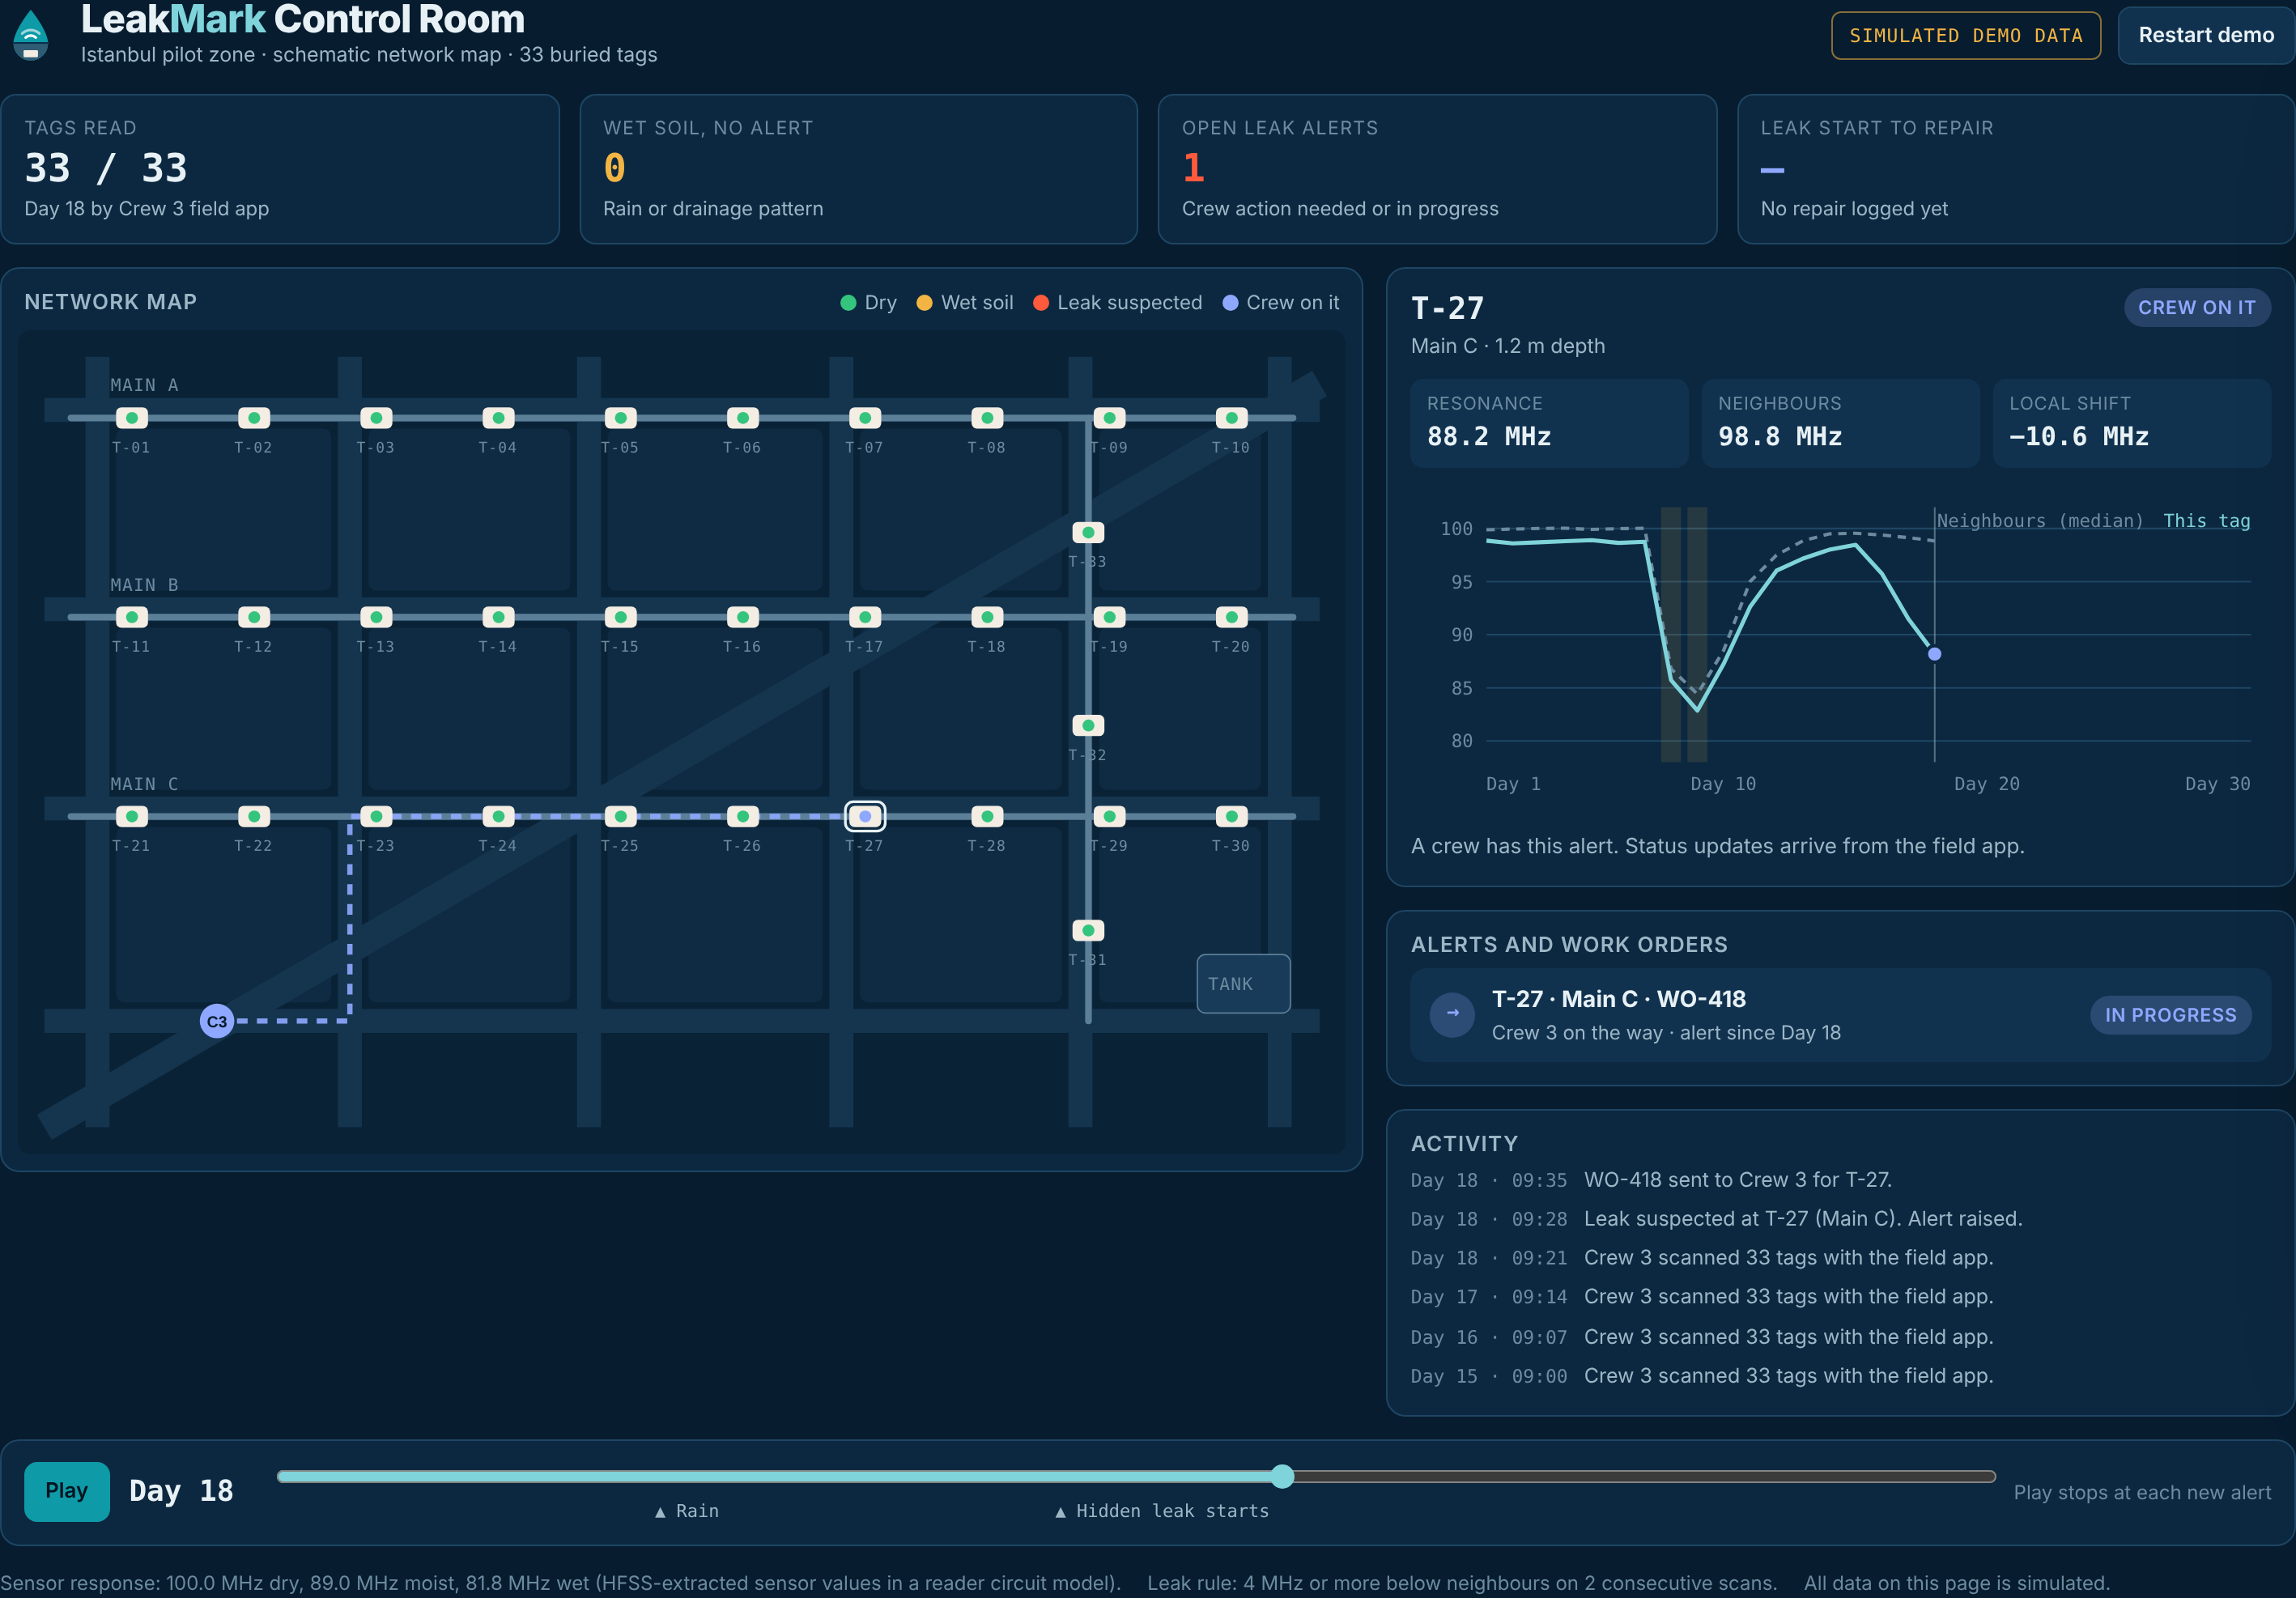 LeakMark Control Room
Istanbul pilot zone · schematic network map · 33 buried tags
SIMULATED DEMO DATA
Restart demo
TAGS READ
33 / 33
Day 18 by Crew 3 field app
WET SOIL, NO ALERT
0
Rain or drainage pattern
OPEN LEAK ALERTS
1
Crew action needed or in progress
LEAK START TO REPAIR
–
No repair logged yet
NETWORK MAP
Dry Wet soil Leak suspected Crew on it
MAIN A
T-01 T-02 T-03 T-04 T-05 T-06 T-07 T-08 T-09 T-10
T-33
MAIN B
T-11 T-12 T-13 T-14 T-15 T-16 T-17 T-18 T-19 T-20
T-32
MAIN C
T-21 T-22 T-23 T-24 T-25 T-26 T-27 T-28 T-29 T-30
T-31
TANK
C3
T-27
CREW ON IT
Main C · 1.2 m depth
RESONANCE
88.2 MHz
NEIGHBOURS
98.8 MHz
LOCAL SHIFT
−10.6 MHz
Neighbours (median) This tag
100
95
90
85
80
Day 1 Day 10 Day 20 Day 30
A crew has this alert. Status updates arrive from the field app.
ALERTS AND WORK ORDERS
→
T-27 · Main C · WO-418
Crew 3 on the way · alert since Day 18
IN PROGRESS
ACTIVITY
Day 18 · 09:35 WO-418 sent to Crew 3 for T-27.
Day 18 · 09:28 Leak suspected at T-27 (Main C). Alert raised.
Day 18 · 09:21 Crew 3 scanned 33 tags with the field app.
Day 17 · 09:14 Crew 3 scanned 33 tags with the field app.
Day 16 · 09:07 Crew 3 scanned 33 tags with the field app.
Day 15 · 09:00 Crew 3 scanned 33 tags with the field app.
Play
Day 18
▲ Rain
▲ Hidden leak starts
Play stops at each new alert
Sensor response: 100.0 MHz dry, 89.0 MHz moist, 81.8 MHz wet (HFSS-extracted sensor values in a reader circuit model). Leak rule: 4 MHz or more below neighbours on 2 consecutive scans. All data on this page is simulated.